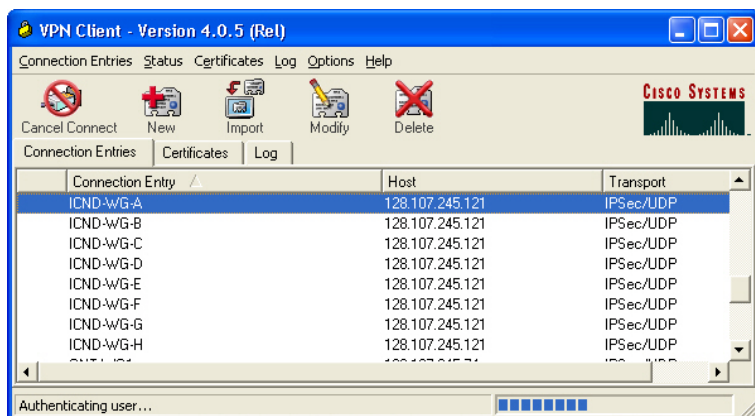 VPN Client - Version 4.0.5 (Rel)
Connection Entries Status Certificates Log Options Help
CISCO SYSTEMS
Cancel Connect New Import Modify Delete
Connection Entries Certificates Log
Connection Entry Host Transport
ICND-WG-A 128.107.245.121 IPSec/UDP
ICND-WG-B 128.107.245.121 IPSec/UDP
ICND-WG-C 128.107.245.121 IPSec/UDP
ICND-WG-D 128.107.245.121 IPSec/UDP
ICND-WG-E 128.107.245.121 IPSec/UDP
ICND-WG-F 128.107.245.121 IPSec/UDP
ICND-WG-G 128.107.245.121 IPSec/UDP
ICND-WG-H 128.107.245.121 IPSec/UDP
Authenticating user...